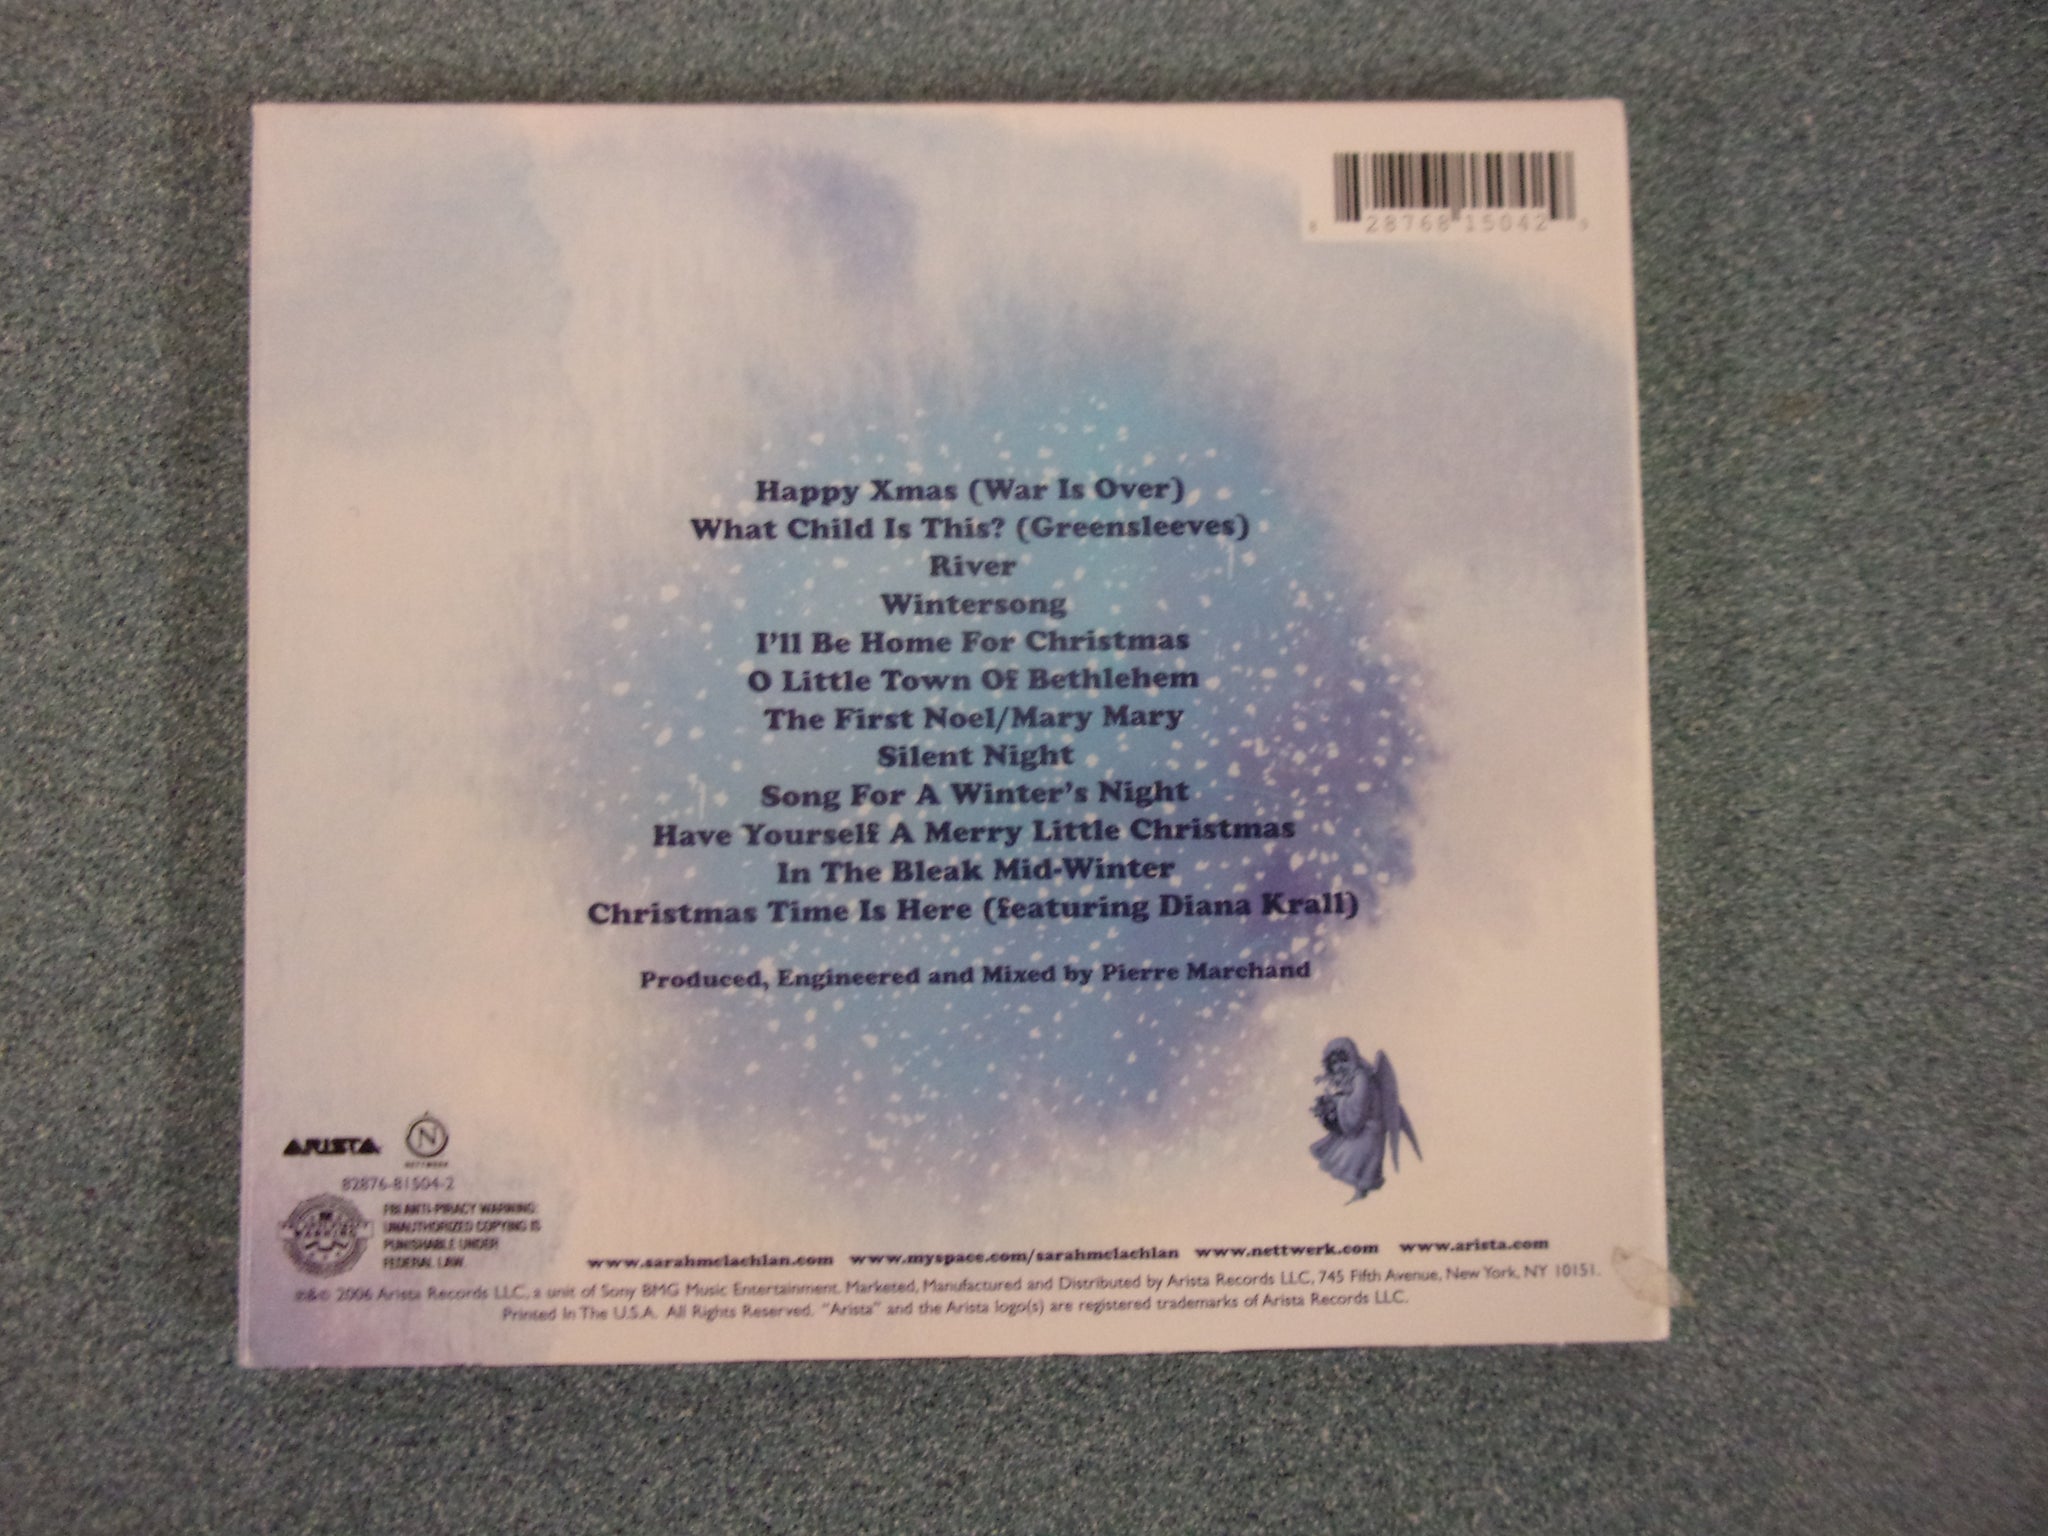 8 28768 15042 9
Happy Xmas (War Is Over)
What Child Is This? (Greensleeves)
River
Wintersong
I'll Be Home For Christmas
O Little Town Of Bethlehem
The First Noel/Mary Mary
Silent Night
Song For A Winter's Night
Have Yourself A Merry Little Christmas
In The Bleak Mid-Winter
Christmas Time Is Here (featuring Diana Krall)
Produced, Engineered and Mixed by Pierre Marchand
ARISTA
N
NETTWERK
82876-81504-2
FBI ANTI-PIRACY WARNING:
UNAUTHORIZED COPYING IS
PUNISHABLE UNDER
FEDERAL LAW.
www.sarahmclachlan.com www.myspace.com/sarahmclachlan www.nettwerk.com www.arista.com
℗&© 2006 Arista Records LLC, a unit of Sony BMG Music Entertainment. Marketed, Manufactured and Distributed by Arista Records LLC, 745 Fifth Avenue, New York, NY 10151.
Printed In The U.S.A. All Rights Reserved. "Arista" and the Arista logo(s) are registered trademarks of Arista Records LLC.